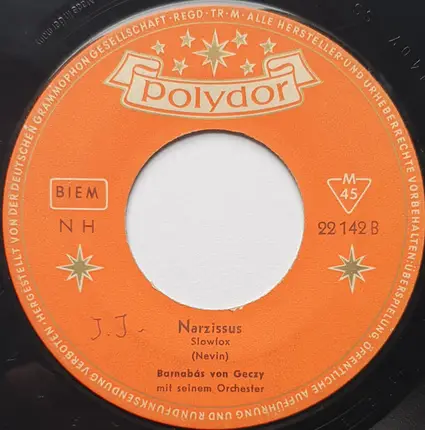 HERGESTELLT VON DER DEUTSCHEN GRAMMOPHON GESELLSCHAFT · REGD · TR · M · ALLE HERSTELLER- UND URHEBERRECHTE VORBEHALTEN · ÜBERSPIELUNG, ÖFFENTLICHE AUFFÜHRUNG UND RUNDFUNKSENDUNG VERBOTEN ·
Polydor
BIEM
M
45
N H
22 142 B
J.J-
Narzissus
Slowfox
(Nevin)
Barnabás von Geczy
mit seinem Orchester